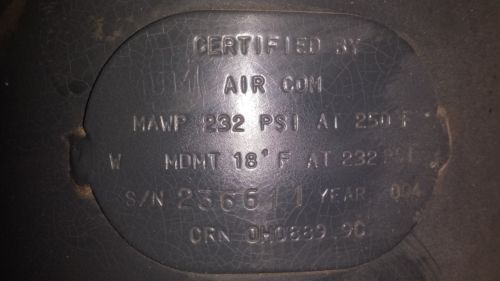 CERTIFIED BY
AIR COM
MAWP 232 PSI AT 250°F
W MDMT 18°F AT 232 PSI
S/N 236611 YEAR 004
CRN 0H0889.9C